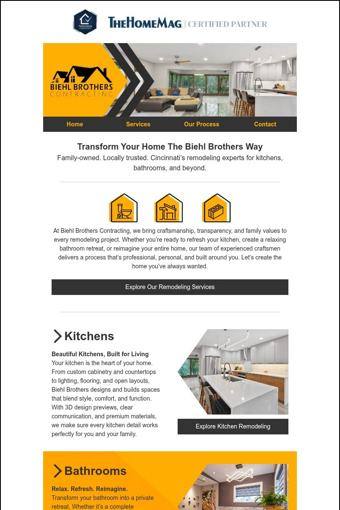 THEHOMEMAG | CERTIFIED PARTNER
BIEHL BROTHERS
CONTRACTING
Home Services Our Process Contact
Transform Your Home The Biehl Brothers Way
Family-owned. Locally trusted. Cincinnati's remodeling experts for kitchens,
bathrooms, and beyond.
At Biehl Brothers Contracting, we bring craftsmanship, transparency, and family values to
every remodeling project. Whether you're ready to refresh your kitchen, create a relaxing
bathroom retreat, or reimagine your entire home, our team of experienced craftsmen
delivers a process that's professional, personal, and built around you. Let's create the
home you've always wanted.
Explore Our Remodeling Services
Kitchens
Beautiful Kitchens, Built for Living
Your kitchen is the heart of your home.
From custom cabinetry and countertops
to lighting, flooring, and open layouts,
Biehl Brothers designs and builds spaces
that blend style, comfort, and function.
With 3D design previews, clear
communication, and premium materials,
we make sure every kitchen detail works
perfectly for you and your family.
Explore Kitchen Remodeling
Bathrooms
Relax. Refresh. Reimagine.
Transform your bathroom into a private
retreat. Whether it's a complete